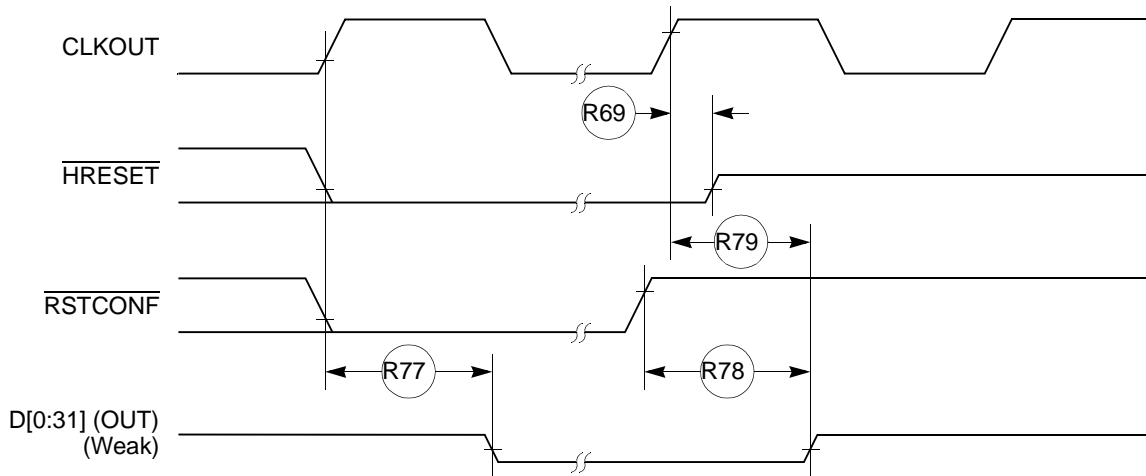 CLKOUT
R69
HRESET
R79
RSTCONF
R77
R78
D[0:31] (OUT)
(Weak)